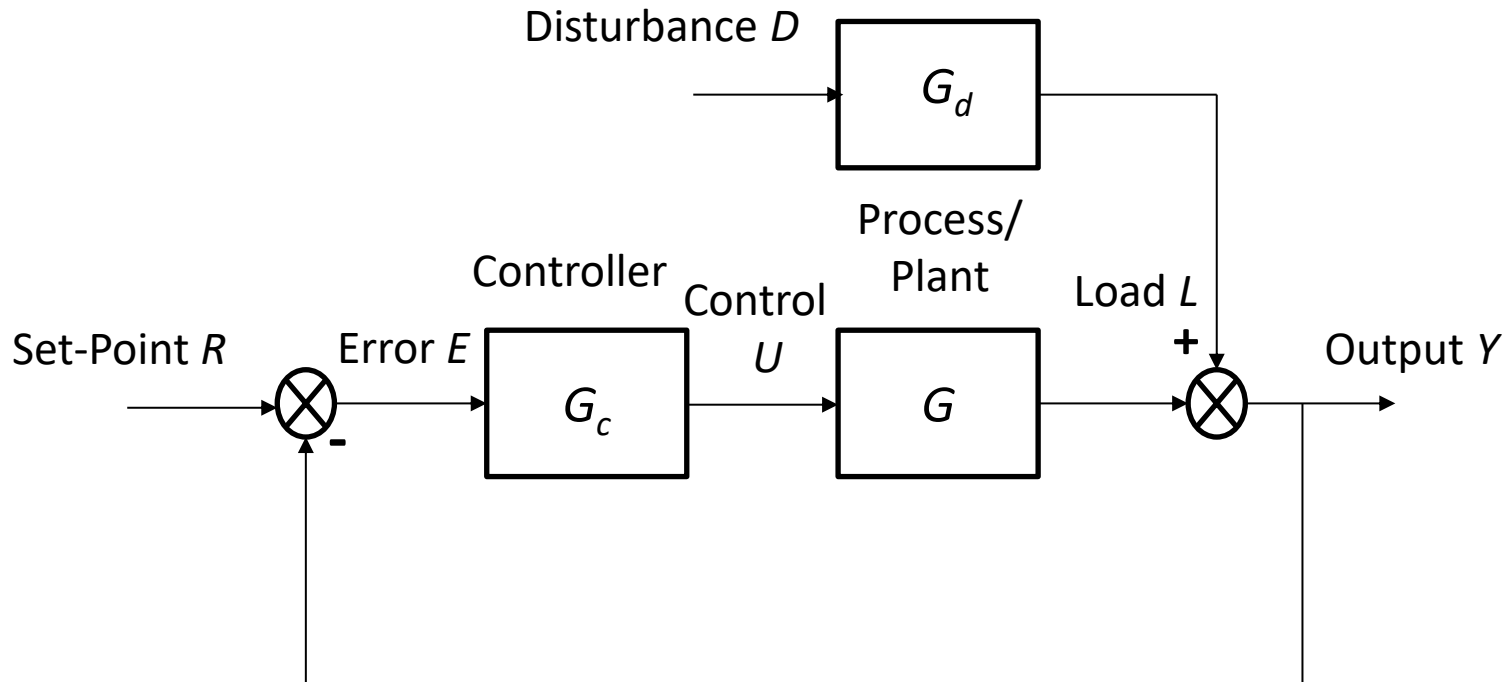 Disturbance D
G_d
Process/
Plant
Controller
Control
U
Load L
+
Set-Point R
Error E
Output Y
G_c
G
-